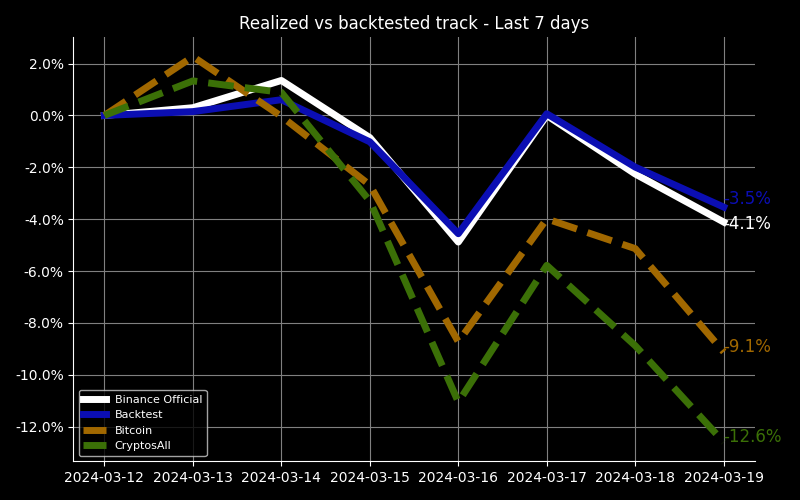 Realized vs backtested track - Last 7 days
2.0%
0.0%
-2.0%
-4.0%
-6.0%
-8.0%
-10.0%
-12.0%
-3.5%
-4.1%
-9.1%
-12.6%
Binance Official
Backtest
Bitcoin
CryptosAll
2024-03-12 2024-03-13 2024-03-14 2024-03-15 2024-03-16 2024-03-17 2024-03-18 2024-03-19